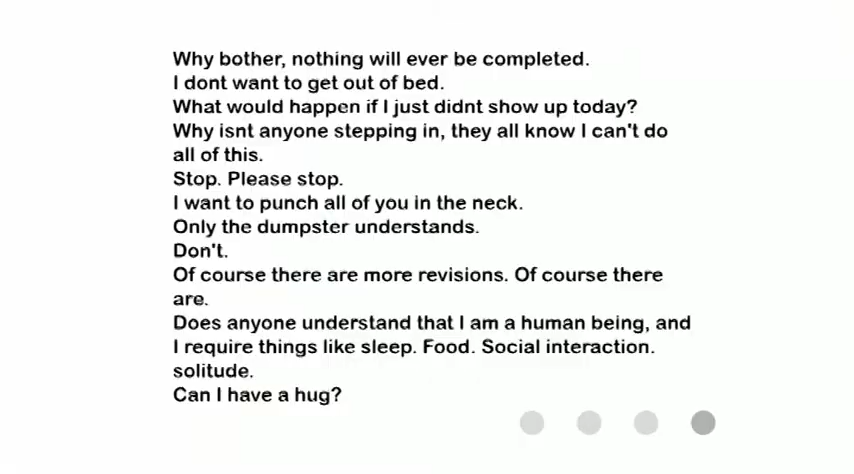 Why bother, nothing will ever be completed.
I dont want to get out of bed.
What would happen if I just didnt show up today?
Why isnt anyone stepping in, they all know I can't do
all of this.
Stop. Please stop.
I want to punch all of you in the neck.
Only the dumpster understands.
Don't.
Of course there are more revisions. Of course there
are.
Does anyone understand that I am a human being, and
I require things like sleep. Food. Social interaction.
solitude.
Can I have a hug?